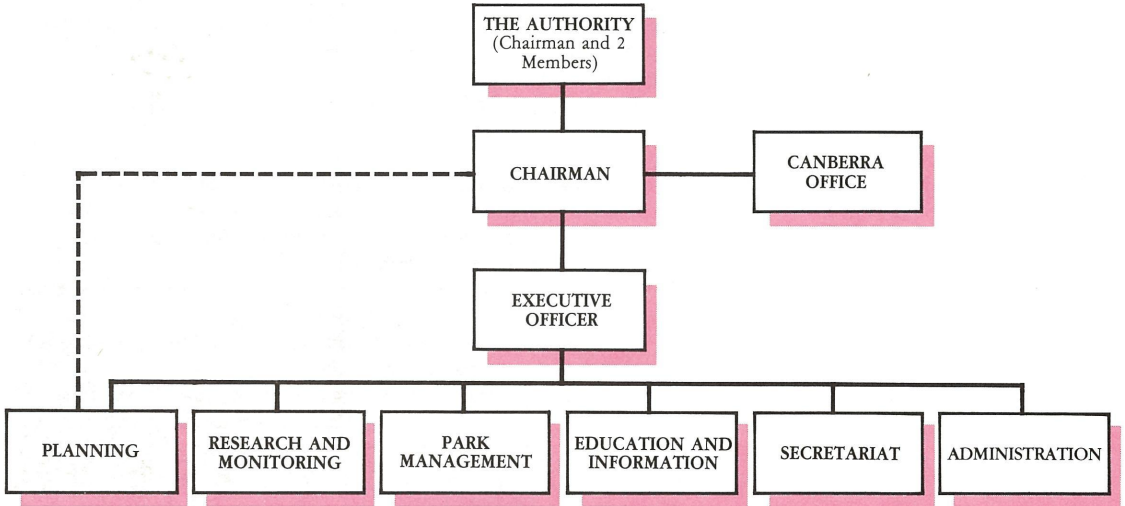 THE AUTHORITY
(Chairman and 2
Members)
CHAIRMAN
CANBERRA
OFFICE
EXECUTIVE
OFFICER
PLANNING
RESEARCH AND
MONITORING
PARK
MANAGEMENT
EDUCATION AND
INFORMATION
SECRETARIAT
ADMINISTRATION